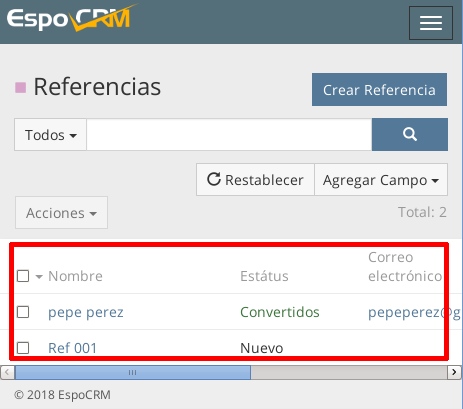 EspoCRM
Referencias
Crear Referencia
Todos
Restablecer
Agregar Campo
Acciones
Total: 2
Nombre
Estátus
Correo
electrónico
pepe perez
Convertidos
pepeperez@g
Ref 001
Nuevo
© 2018 EspoCRM